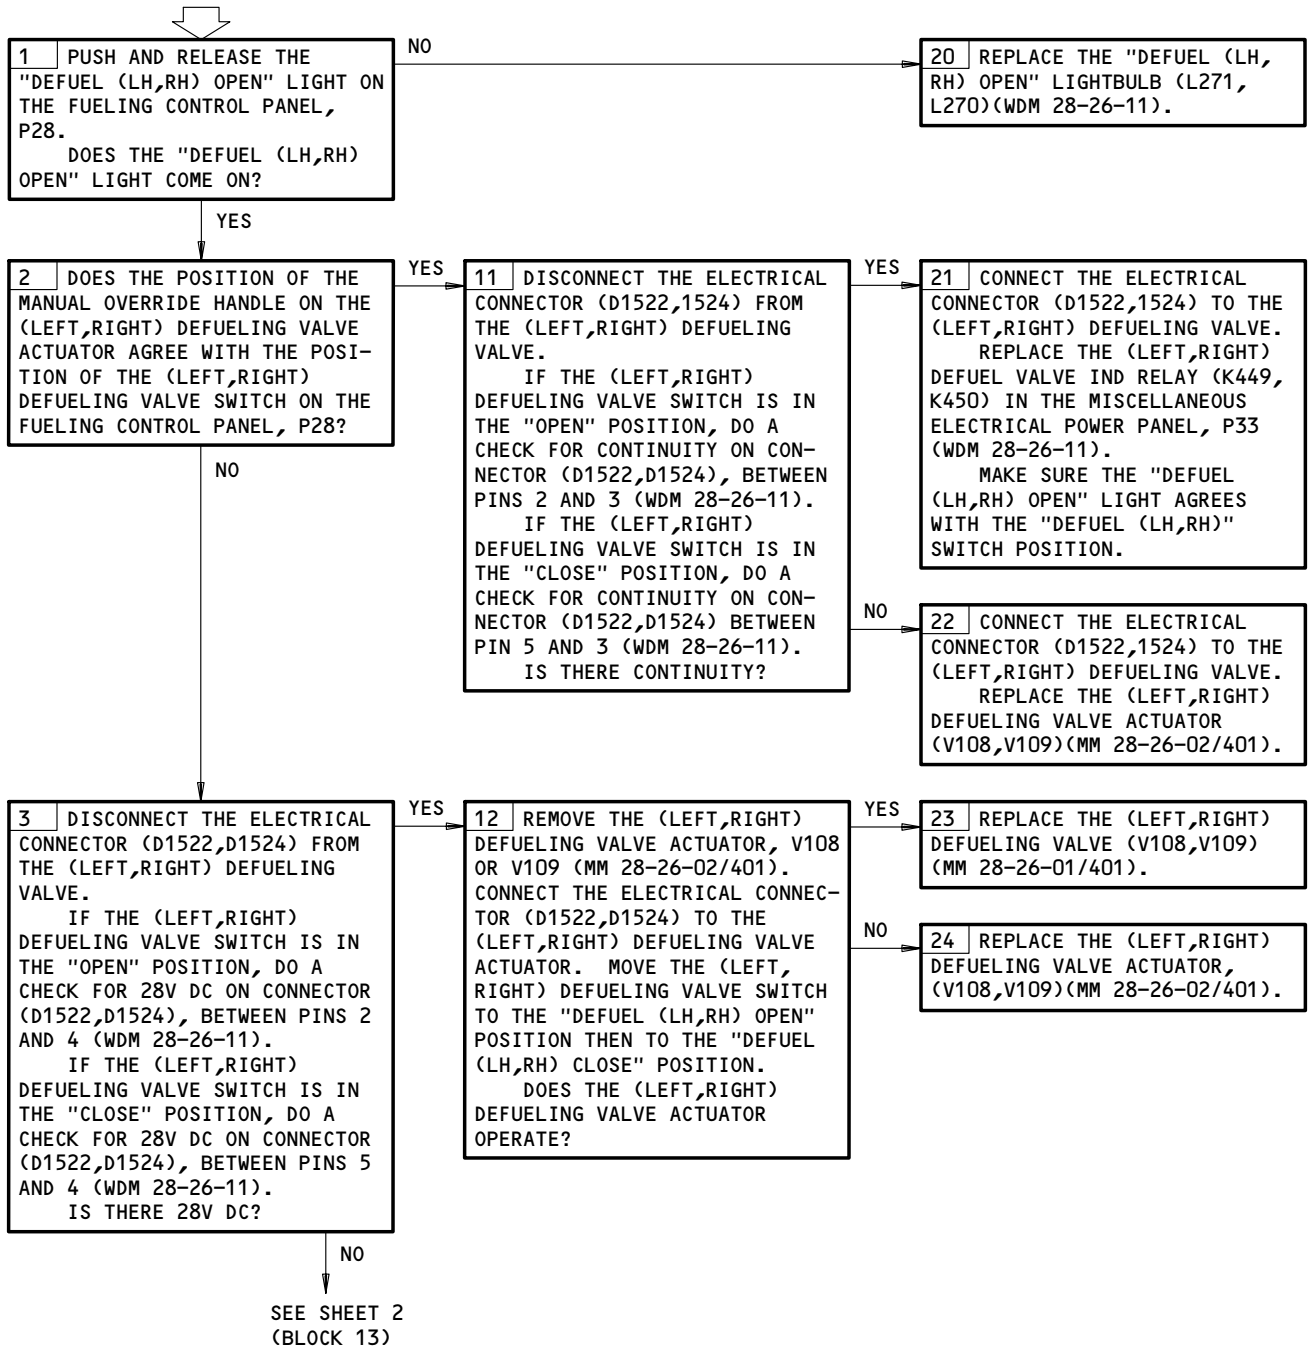 1 PUSH AND RELEASE THE
"DEFUEL (LH,RH) OPEN" LIGHT ON
THE FUELING CONTROL PANEL,
P28.
DOES THE "DEFUEL (LH,RH)
OPEN" LIGHT COME ON?
NO
20 REPLACE THE "DEFUEL (LH,
RH) OPEN" LIGHTBULB (L271,
L270)(WDM 28-26-11).
YES
2 DOES THE POSITION OF THE
MANUAL OVERRIDE HANDLE ON THE
(LEFT,RIGHT) DEFUELING VALVE
ACTUATOR AGREE WITH THE POSI-
TION OF THE (LEFT,RIGHT)
DEFUELING VALVE SWITCH ON THE
FUELING CONTROL PANEL, P28?
YES
11 DISCONNECT THE ELECTRICAL
CONNECTOR (D1522,1524) FROM
THE (LEFT,RIGHT) DEFUELING
VALVE.
IF THE (LEFT,RIGHT)
DEFUELING VALVE SWITCH IS IN
THE "OPEN" POSITION, DO A
CHECK FOR CONTINUITY ON CON-
NECTOR (D1522,D1524), BETWEEN
PINS 2 AND 3 (WDM 28-26-11).
IF THE (LEFT,RIGHT)
DEFUELING VALVE SWITCH IS IN
THE "CLOSE" POSITION, DO A
CHECK FOR CONTINUITY ON CON-
NECTOR (D1522,D1524) BETWEEN
PIN 5 AND 3 (WDM 28-26-11).
IS THERE CONTINUITY?
YES
21 CONNECT THE ELECTRICAL
CONNECTOR (D1522,1524) TO THE
(LEFT,RIGHT) DEFUELING VALVE.
REPLACE THE (LEFT,RIGHT)
DEFUEL VALVE IND RELAY (K449,
K450) IN THE MISCELLANEOUS
ELECTRICAL POWER PANEL, P33
(WDM 28-26-11).
MAKE SURE THE "DEFUEL
(LH,RH) OPEN" LIGHT AGREES
WITH THE "DEFUEL (LH,RH)"
SWITCH POSITION.
NO
22 CONNECT THE ELECTRICAL
CONNECTOR (D1522,1524) TO THE
(LEFT,RIGHT) DEFUELING VALVE.
REPLACE THE (LEFT,RIGHT)
DEFUELING VALVE ACTUATOR
(V108,V109)(MM 28-26-02/401).
NO
3 DISCONNECT THE ELECTRICAL
CONNECTOR (D1522,D1524) FROM
THE (LEFT,RIGHT) DEFUELING
VALVE.
IF THE (LEFT,RIGHT)
DEFUELING VALVE SWITCH IS IN
THE "OPEN" POSITION, DO A
CHECK FOR 28V DC ON CONNECTOR
(D1522,D1524), BETWEEN PINS 2
AND 4 (WDM 28-26-11).
IF THE (LEFT,RIGHT)
DEFUELING VALVE SWITCH IS IN
THE "CLOSE" POSITION, DO A
CHECK FOR 28V DC ON CONNECTOR
(D1522,D1524), BETWEEN PINS 5
AND 4 (WDM 28-26-11).
IS THERE 28V DC?
YES
12 REMOVE THE (LEFT,RIGHT)
DEFUELING VALVE ACTUATOR, V108
OR V109 (MM 28-26-02/401).
CONNECT THE ELECTRICAL CONNEC-
TOR (D1522,D1524) TO THE
(LEFT,RIGHT) DEFUELING VALVE
ACTUATOR. MOVE THE (LEFT,
RIGHT) DEFUELING VALVE SWITCH
TO THE "DEFUEL (LH,RH) OPEN"
POSITION THEN TO THE "DEFUEL
(LH,RH) CLOSE" POSITION.
DOES THE (LEFT,RIGHT)
DEFUELING VALVE ACTUATOR
OPERATE?
YES
23 REPLACE THE (LEFT,RIGHT)
DEFUELING VALVE (V108,V109)
(MM 28-26-01/401).
NO
24 REPLACE THE (LEFT,RIGHT)
DEFUELING VALVE ACTUATOR,
(V108,V109)(MM 28-26-02/401).
NO
SEE SHEET 2
(BLOCK 13)